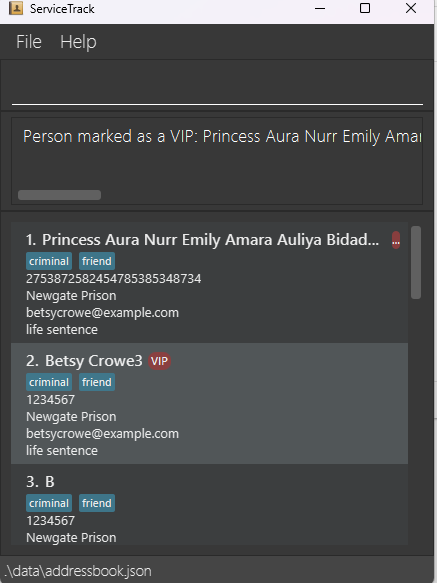 ServiceTrack
File Help
Person marked as a VIP: Princess Aura Nurr Emily Amar
1. Princess Aura Nurr Emily Amara Auliya Bidad... ...
criminal friend
2753872582454785385348734
Newgate Prison
betsycrowe@example.com
life sentence
2. Betsy Crowe3 VIP
criminal friend
1234567
Newgate Prison
betsycrowe@example.com
life sentence
3. B
criminal friend
1234567
Newgate Prison
.\data\addressbook.json